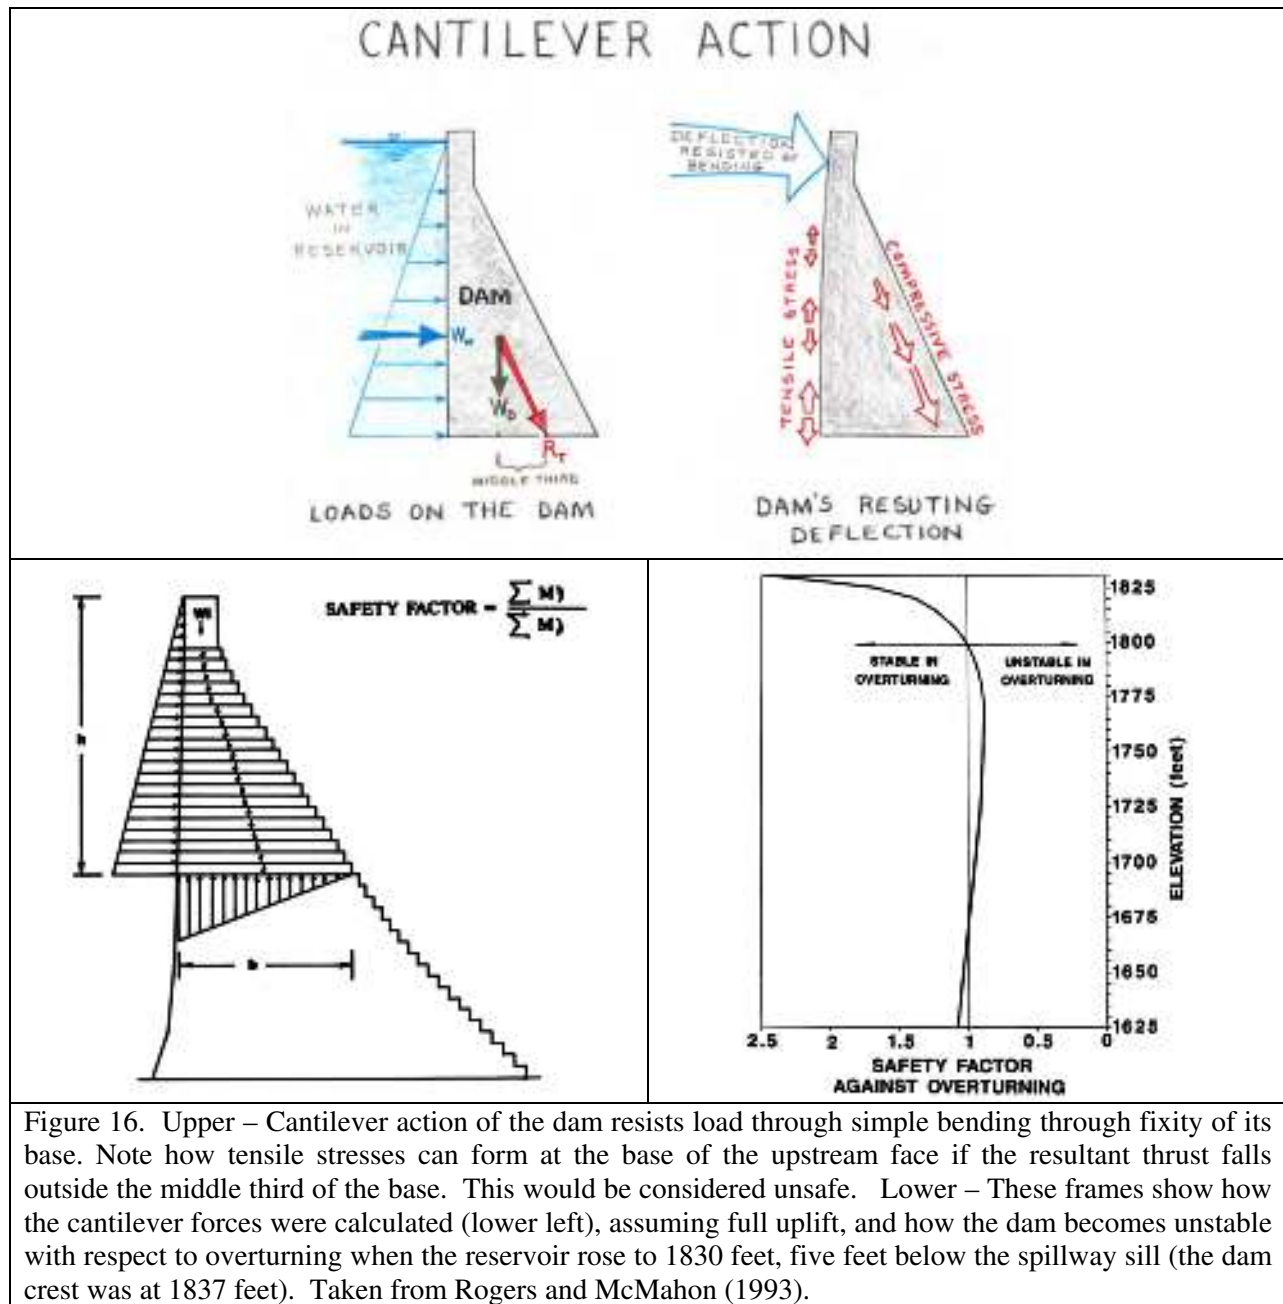 CANTILEVER ACTION
WATER
IN
RESERVOIR
DAM
W_w
W_D
R_T
MIDDLE THIRD
LOADS ON THE DAM
DEFLECTION
RESISTED BY
BENDING
TENSILE STRESS
COMPRESSIVE STRESS
DAM'S RESUTING
DEFLECTION
SAFETY FACTOR = ∑ M)
∑ M)
h
b
1825
1800
1775
1750
1725
1700
1675
1650
1625
ELEVATION (feet)
STABLE IN
OVERTURNING
UNSTABLE IN
OVERTURNING
2.5 2 1.5 1 0.5 0
SAFETY FACTOR
AGAINST OVERTURNING
Figure 16. Upper – Cantilever action of the dam resists load through simple bending through fixity of its
base. Note how tensile stresses can form at the base of the upstream face if the resultant thrust falls
outside the middle third of the base. This would be considered unsafe. Lower – These frames show how
the cantilever forces were calculated (lower left), assuming full uplift, and how the dam becomes unstable
with respect to overturning when the reservoir rose to 1830 feet, five feet below the spillway sill (the dam
crest was at 1837 feet). Taken from Rogers and McMahon (1993).